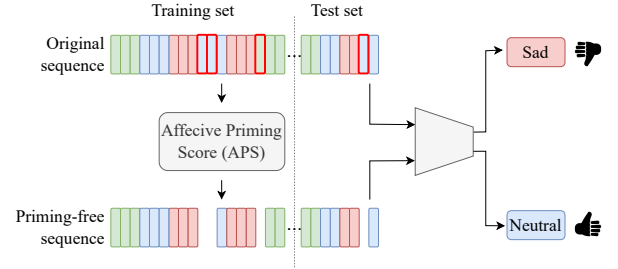 Training set
Test set
Original
sequence
...
Sad
Affecive Priming
Score (APS)
Priming-free
sequence
...
Neutral